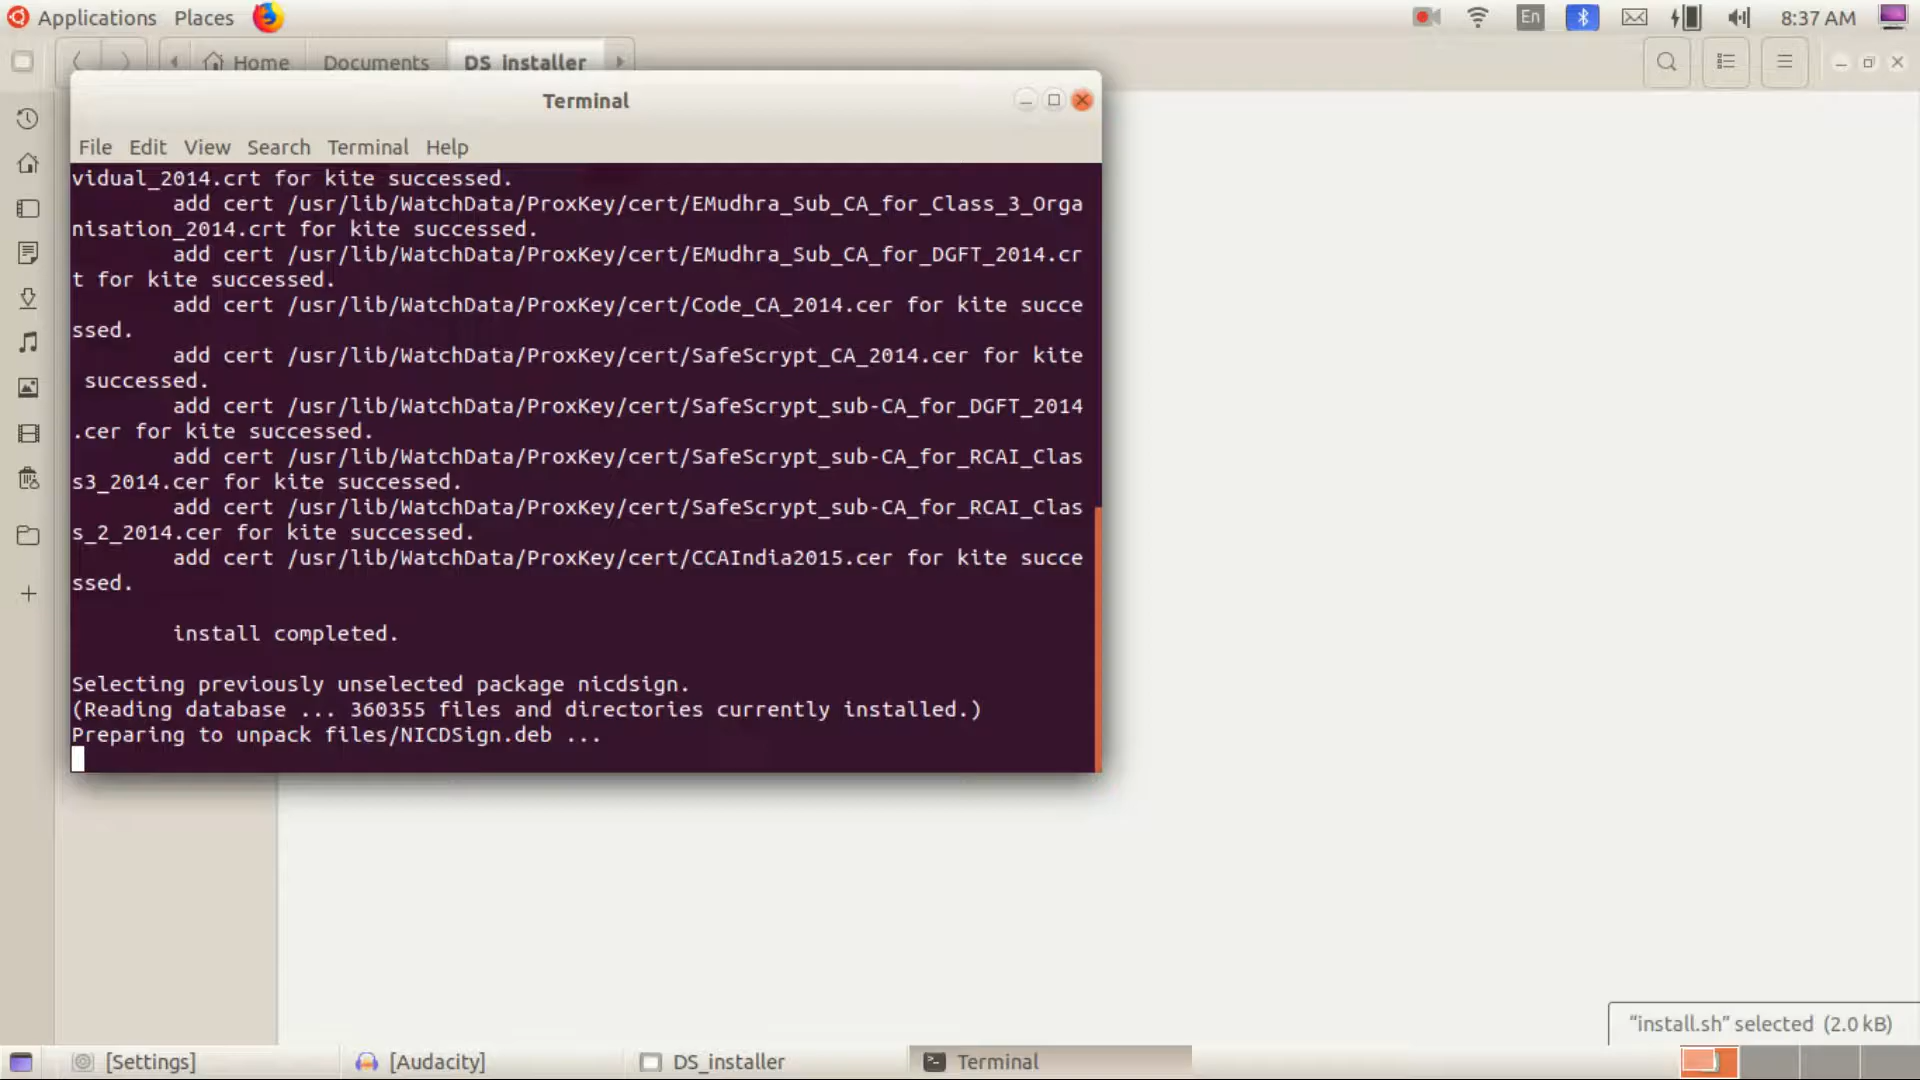 Applications Places En 8:37 AM
Home Documents DS_installer
Terminal
File Edit View Search Terminal Help
vidual_2014.crt for kite successed.
add cert /usr/lib/WatchData/ProxKey/cert/EMudhra_Sub_CA_for_Class_3_Orga
nisation_2014.crt for kite successed.
add cert /usr/lib/WatchData/ProxKey/cert/EMudhra_Sub_CA_for_DGFT_2014.cr
t for kite successed.
add cert /usr/lib/WatchData/ProxKey/cert/Code_CA_2014.cer for kite succe
ssed.
add cert /usr/lib/WatchData/ProxKey/cert/SafeScrypt_CA_2014.cer for kite
successed.
add cert /usr/lib/WatchData/ProxKey/cert/SafeScrypt_sub-CA_for_DGFT_2014
.cer for kite successed.
add cert /usr/lib/WatchData/ProxKey/cert/SafeScrypt_sub-CA_for_RCAI_Clas
s3_2014.cer for kite successed.
add cert /usr/lib/WatchData/ProxKey/cert/SafeScrypt_sub-CA_for_RCAI_Clas
s_2_2014.cer for kite successed.
add cert /usr/lib/WatchData/ProxKey/cert/CCAIndia2015.cer for kite succe
ssed.
install completed.
Selecting previously unselected package nicdsign.
(Reading database ... 360355 files and directories currently installed.)
Preparing to unpack files/NICDSign.deb ...
“install.sh” selected (2.0 kB)
[Settings] [Audacity] DS_installer Terminal